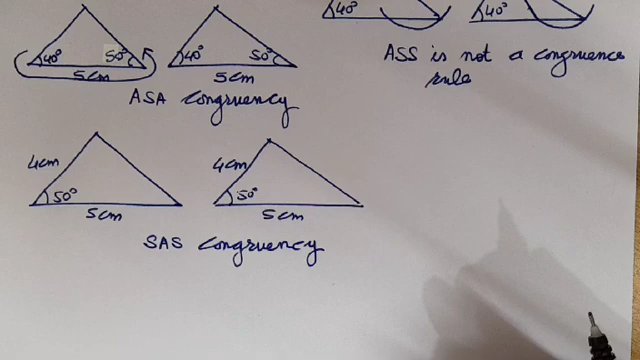 40° 50° 40° 50°
5cm 5cm
ASA Congruency
40° 40°
ASS is not a congruence
rule
4cm 4cm
50° 50°
5cm 5cm
SAS Congruency